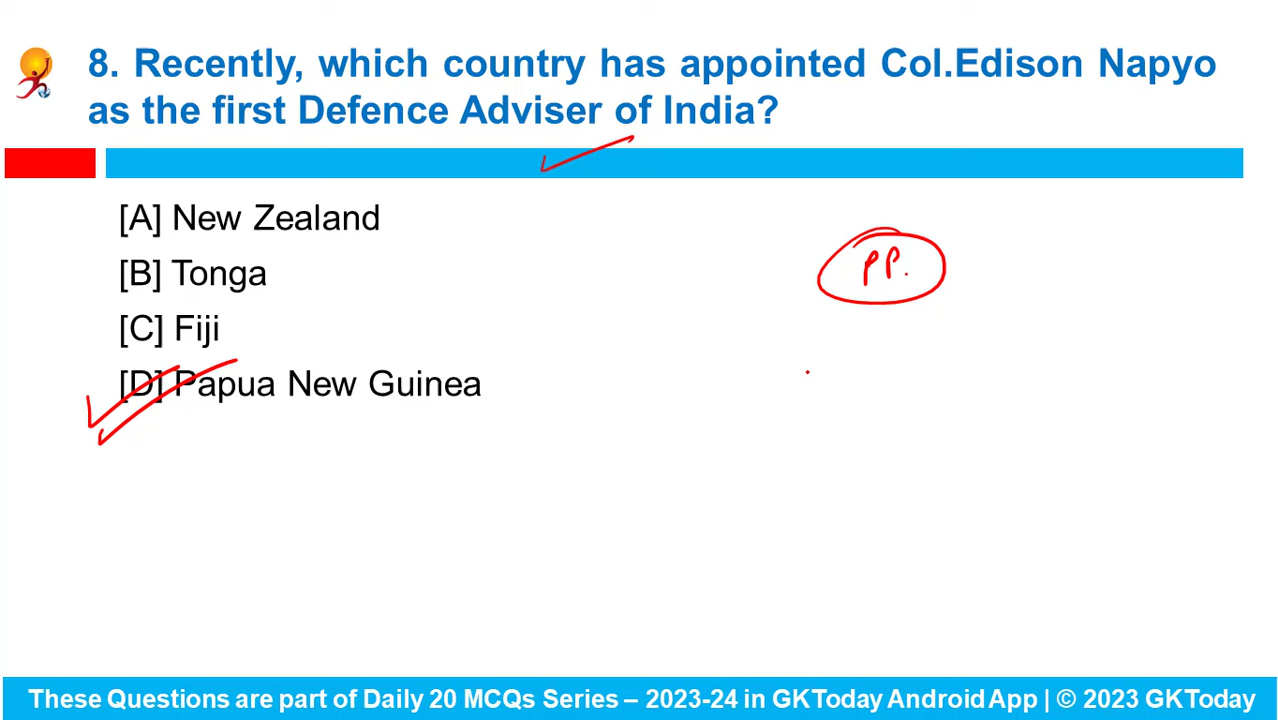 8. Recently, which country has appointed Col.Edison Napyo
as the first Defence Adviser of India?
[A] New Zealand
PP.
[B] Tonga
[C] Fiji
[D] Papua New Guinea
These Questions are part of Daily 20 MCQs Series – 2023-24 in GKToday Android App | © 2023 GKToday